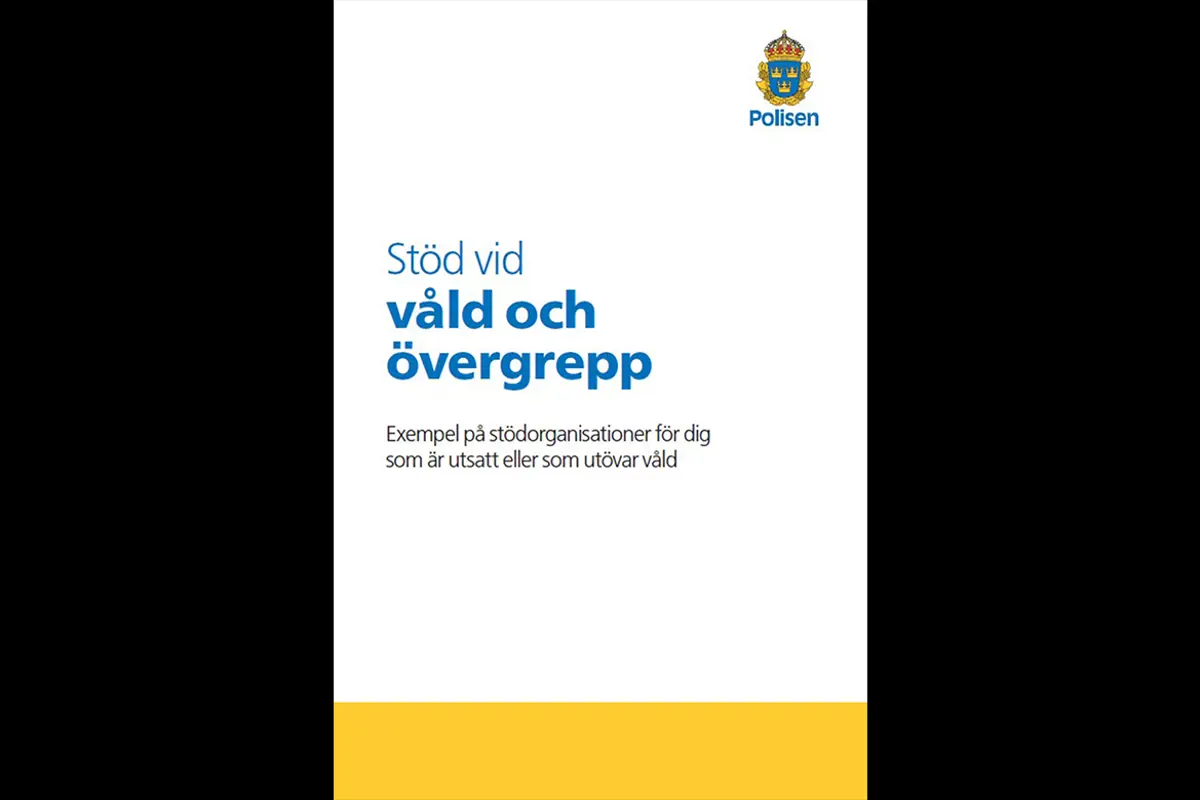 Polisen
Stöd vid
våld och
övergrepp
Exempel på stödorganisationer för dig
som är utsatt eller som utövar våld